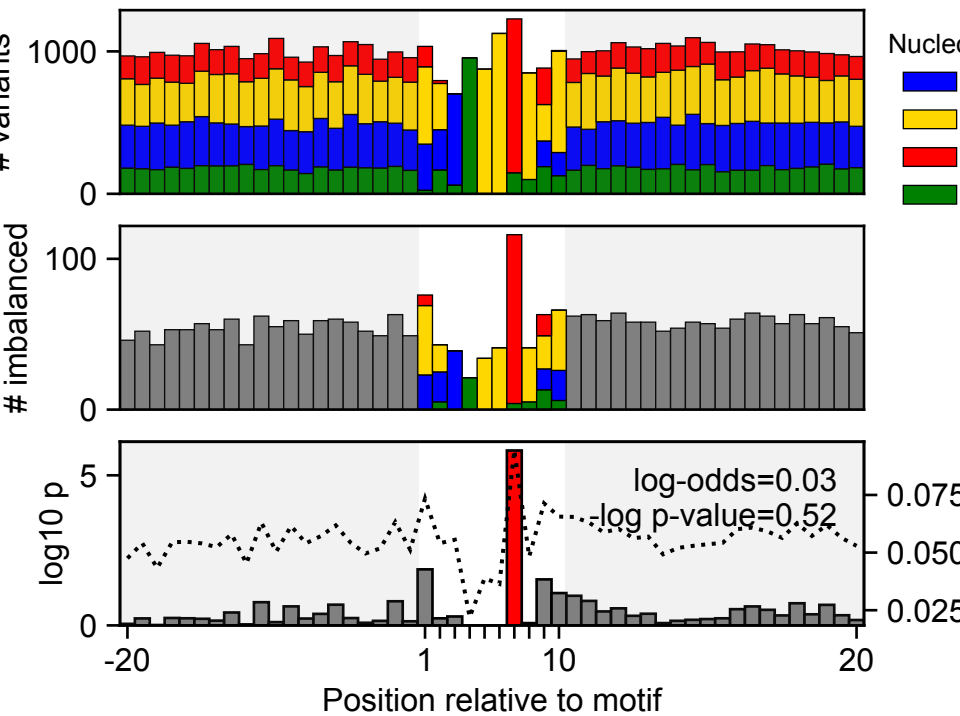 # variants
1000
0
Nucleo
# imbalanced
100
0
log10 p
5
0
log-odds=0.03
-log p-value=0.52
0.075
0.050
0.025
-20
1
10
20
Position relative to motif